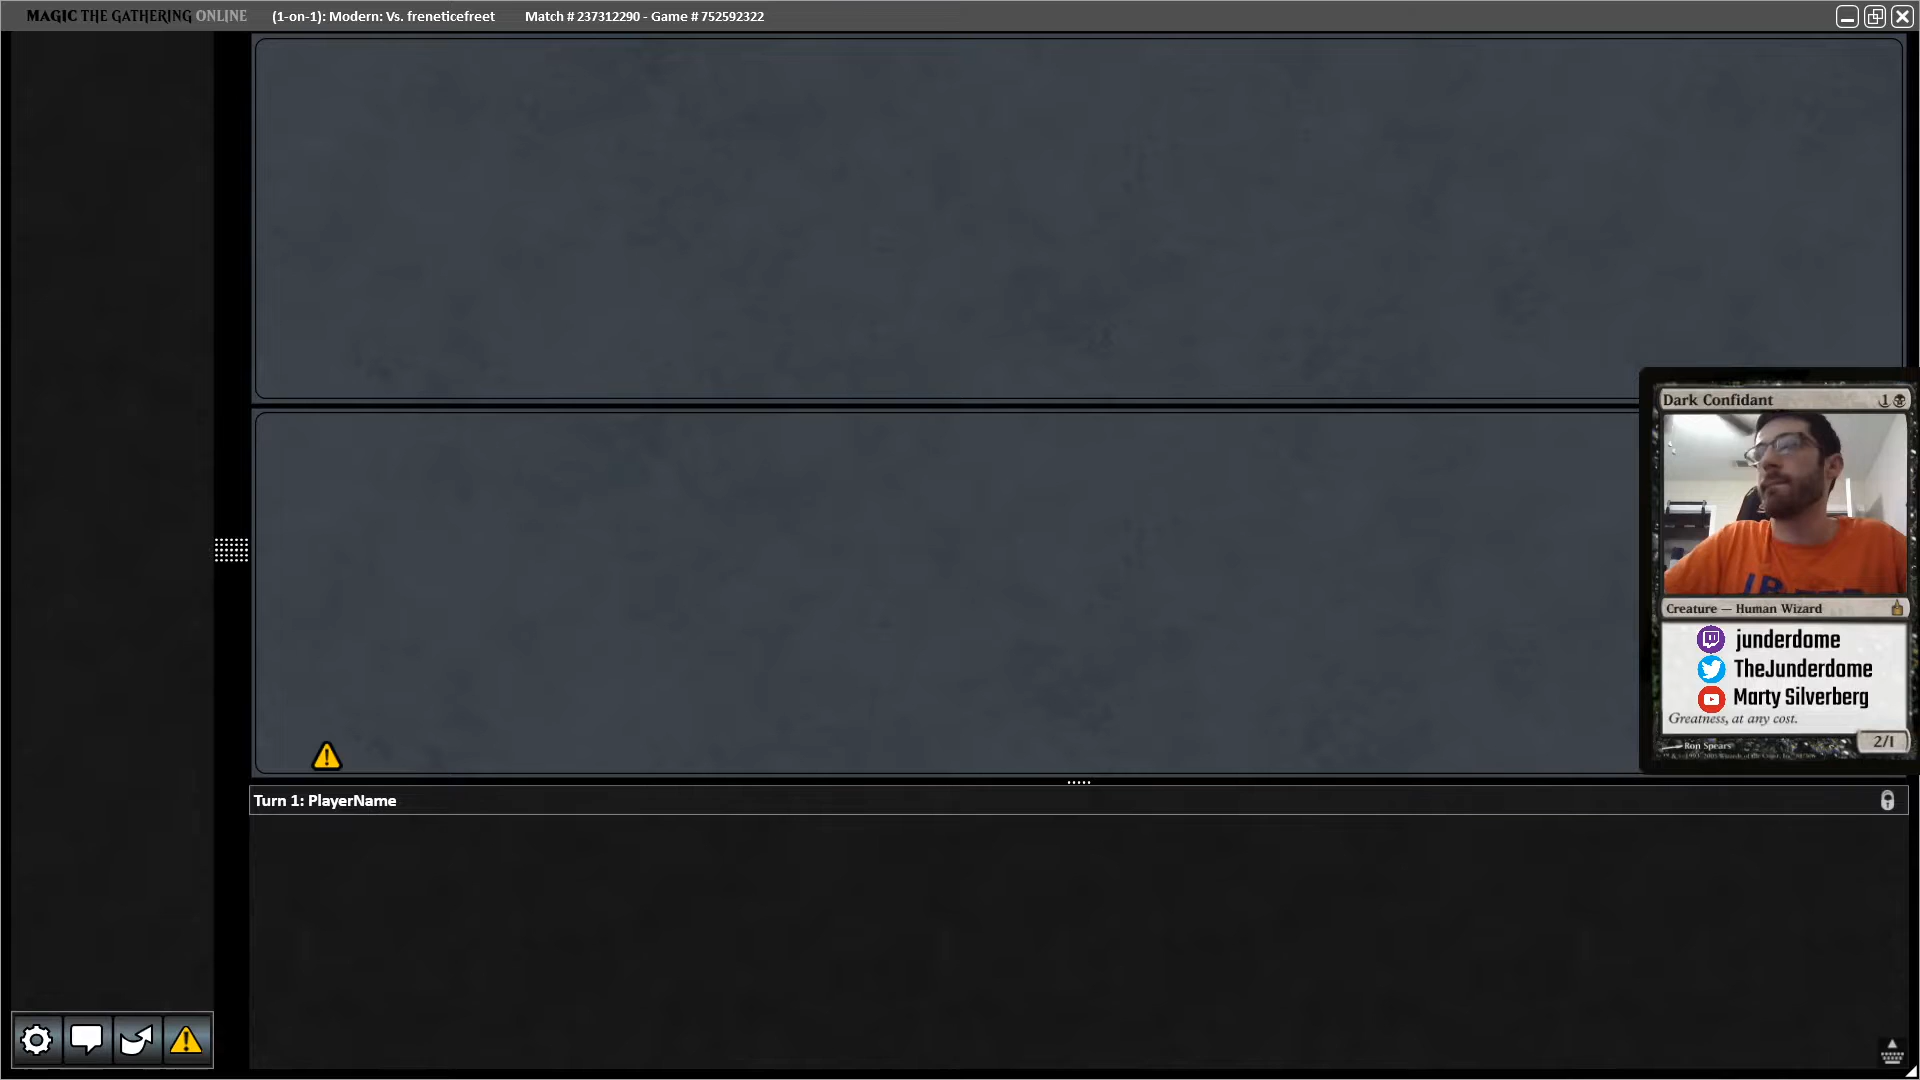 MAGIC THE GATHERING ONLINE (1-on-1): Modern: Vs. freneticefreet Match # 237312290 - Game # 752592322
Dark Confidant 1
Creature — Human Wizard
junderdome
TheJunderdome
Marty Silverberg
Greatness, at any cost.
Ron Spears
2/1
Turn 1: PlayerName